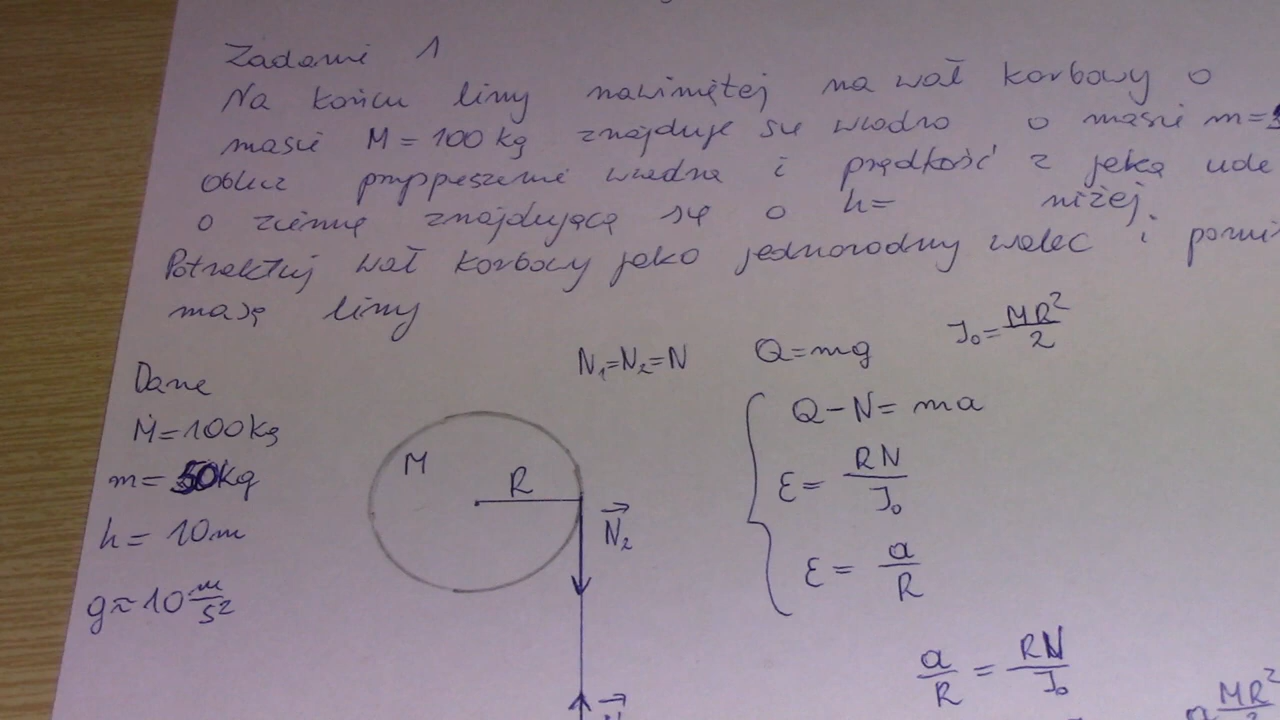 Zadanie 1
Na końcu liny nawiniętej na wał korbowy o
masie M = 100 kg znajduje się wiadro o masie m=
Oblicz przyspieszenie wiadra i prędkość z jaką ude
o ziemię znajdującą się o h= niżej.
Potraktuj wał korbowy jako jednorodny walec i pomi
masę liny
N₁=N₂=N Q=mg J₀=MR²/2
Dane
M=100kg
m= 50kg
h= 10m
g≈10 m/s²
M
R
N₂
Q-N= ma
ε= RN/J₀
ε= a/R
a/R = RN/J₀
MR²